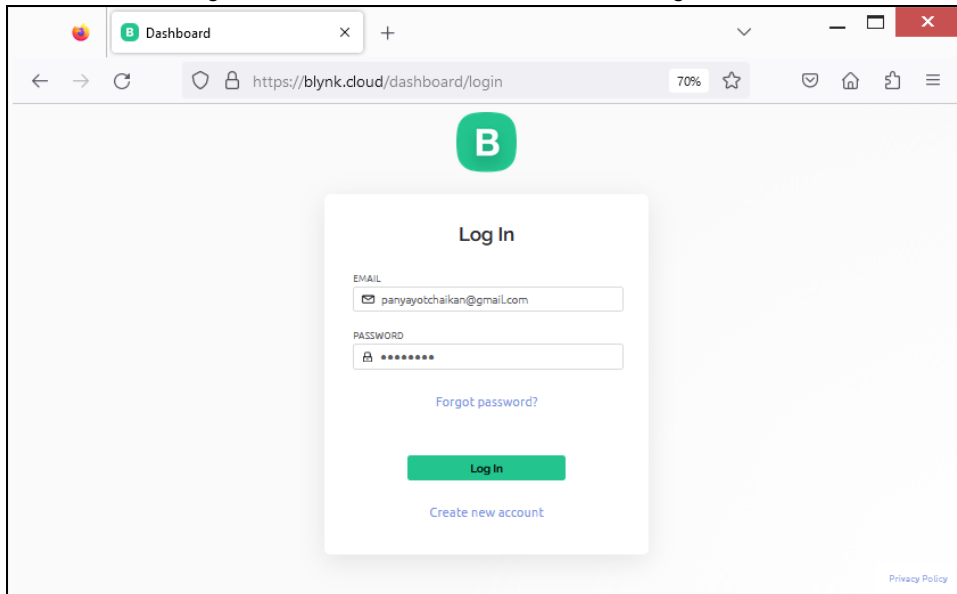 Dashboard
https://blynk.cloud/dashboard/login
70%
B
Log In
EMAIL
panyayotchaikan@gmail.com
PASSWORD
Forgot password?
Log In
Create new account
Privacy Policy